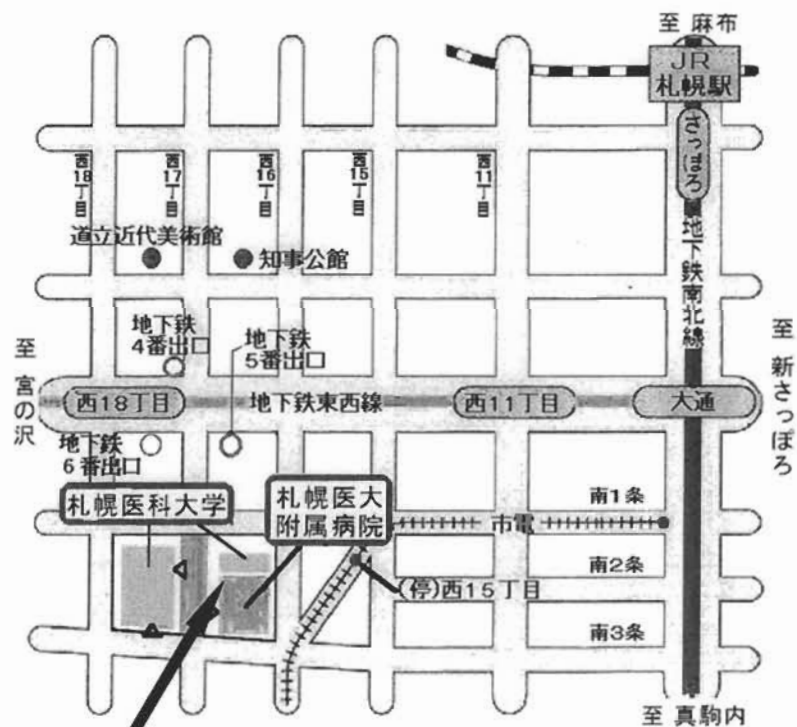 至 麻布
JR
札幌駅
さっぽろ
西18丁目
西17丁目
西16丁目
西15丁目
西11丁目
地下鉄南北線
道立近代美術館
知事公館
地下鉄
4番出口
地下鉄
5番出口
至 宮の沢
至 新さっぽろ
西18丁目
地下鉄東西線
西11丁目
大通
地下鉄
6番出口
札幌医科大学
札幌医大
附属病院
南1条
市電
南2条
(停)西15丁目
南3条
至 真駒内